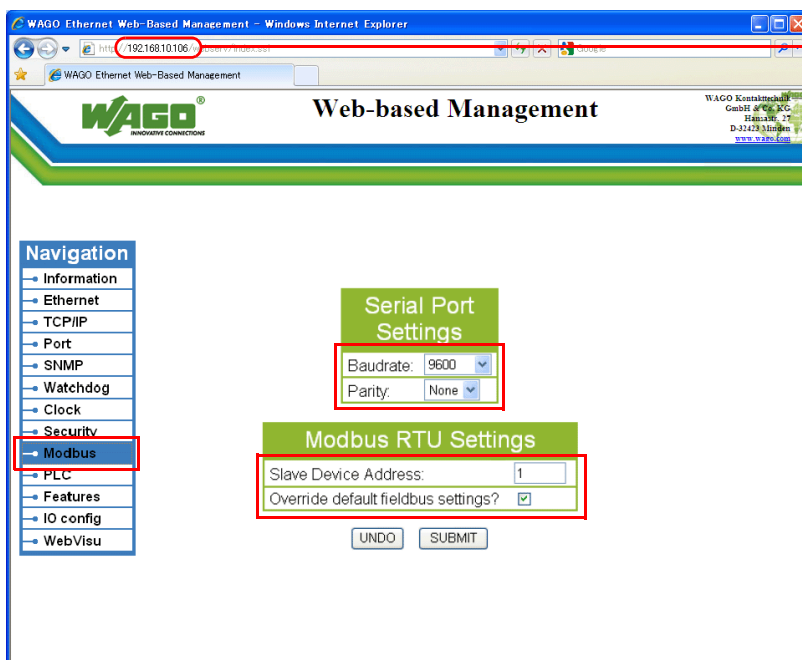 WAGO Ethernet Web-Based Management - Windows Internet Explorer
http://192.168.10.106/webserv/index.ssi
Google
WAGO Ethernet Web-Based Management
WAGO®
INNOVATIVE CONNECTIONS
Web-based Management
WAGO Kontakttechnik
GmbH & Co. KG
Hansastr. 27
D-32423 Minden
www.wago.com
Navigation
Information
Ethernet
TCP/IP
Port
SNMP
Watchdog
Clock
Security
Modbus
PLC
Features
IO config
WebVisu
Serial Port
Settings
Baudrate: 9600
Parity: None
Modbus RTU Settings
Slave Device Address: 1
Override default fieldbus settings?
UNDO SUBMIT